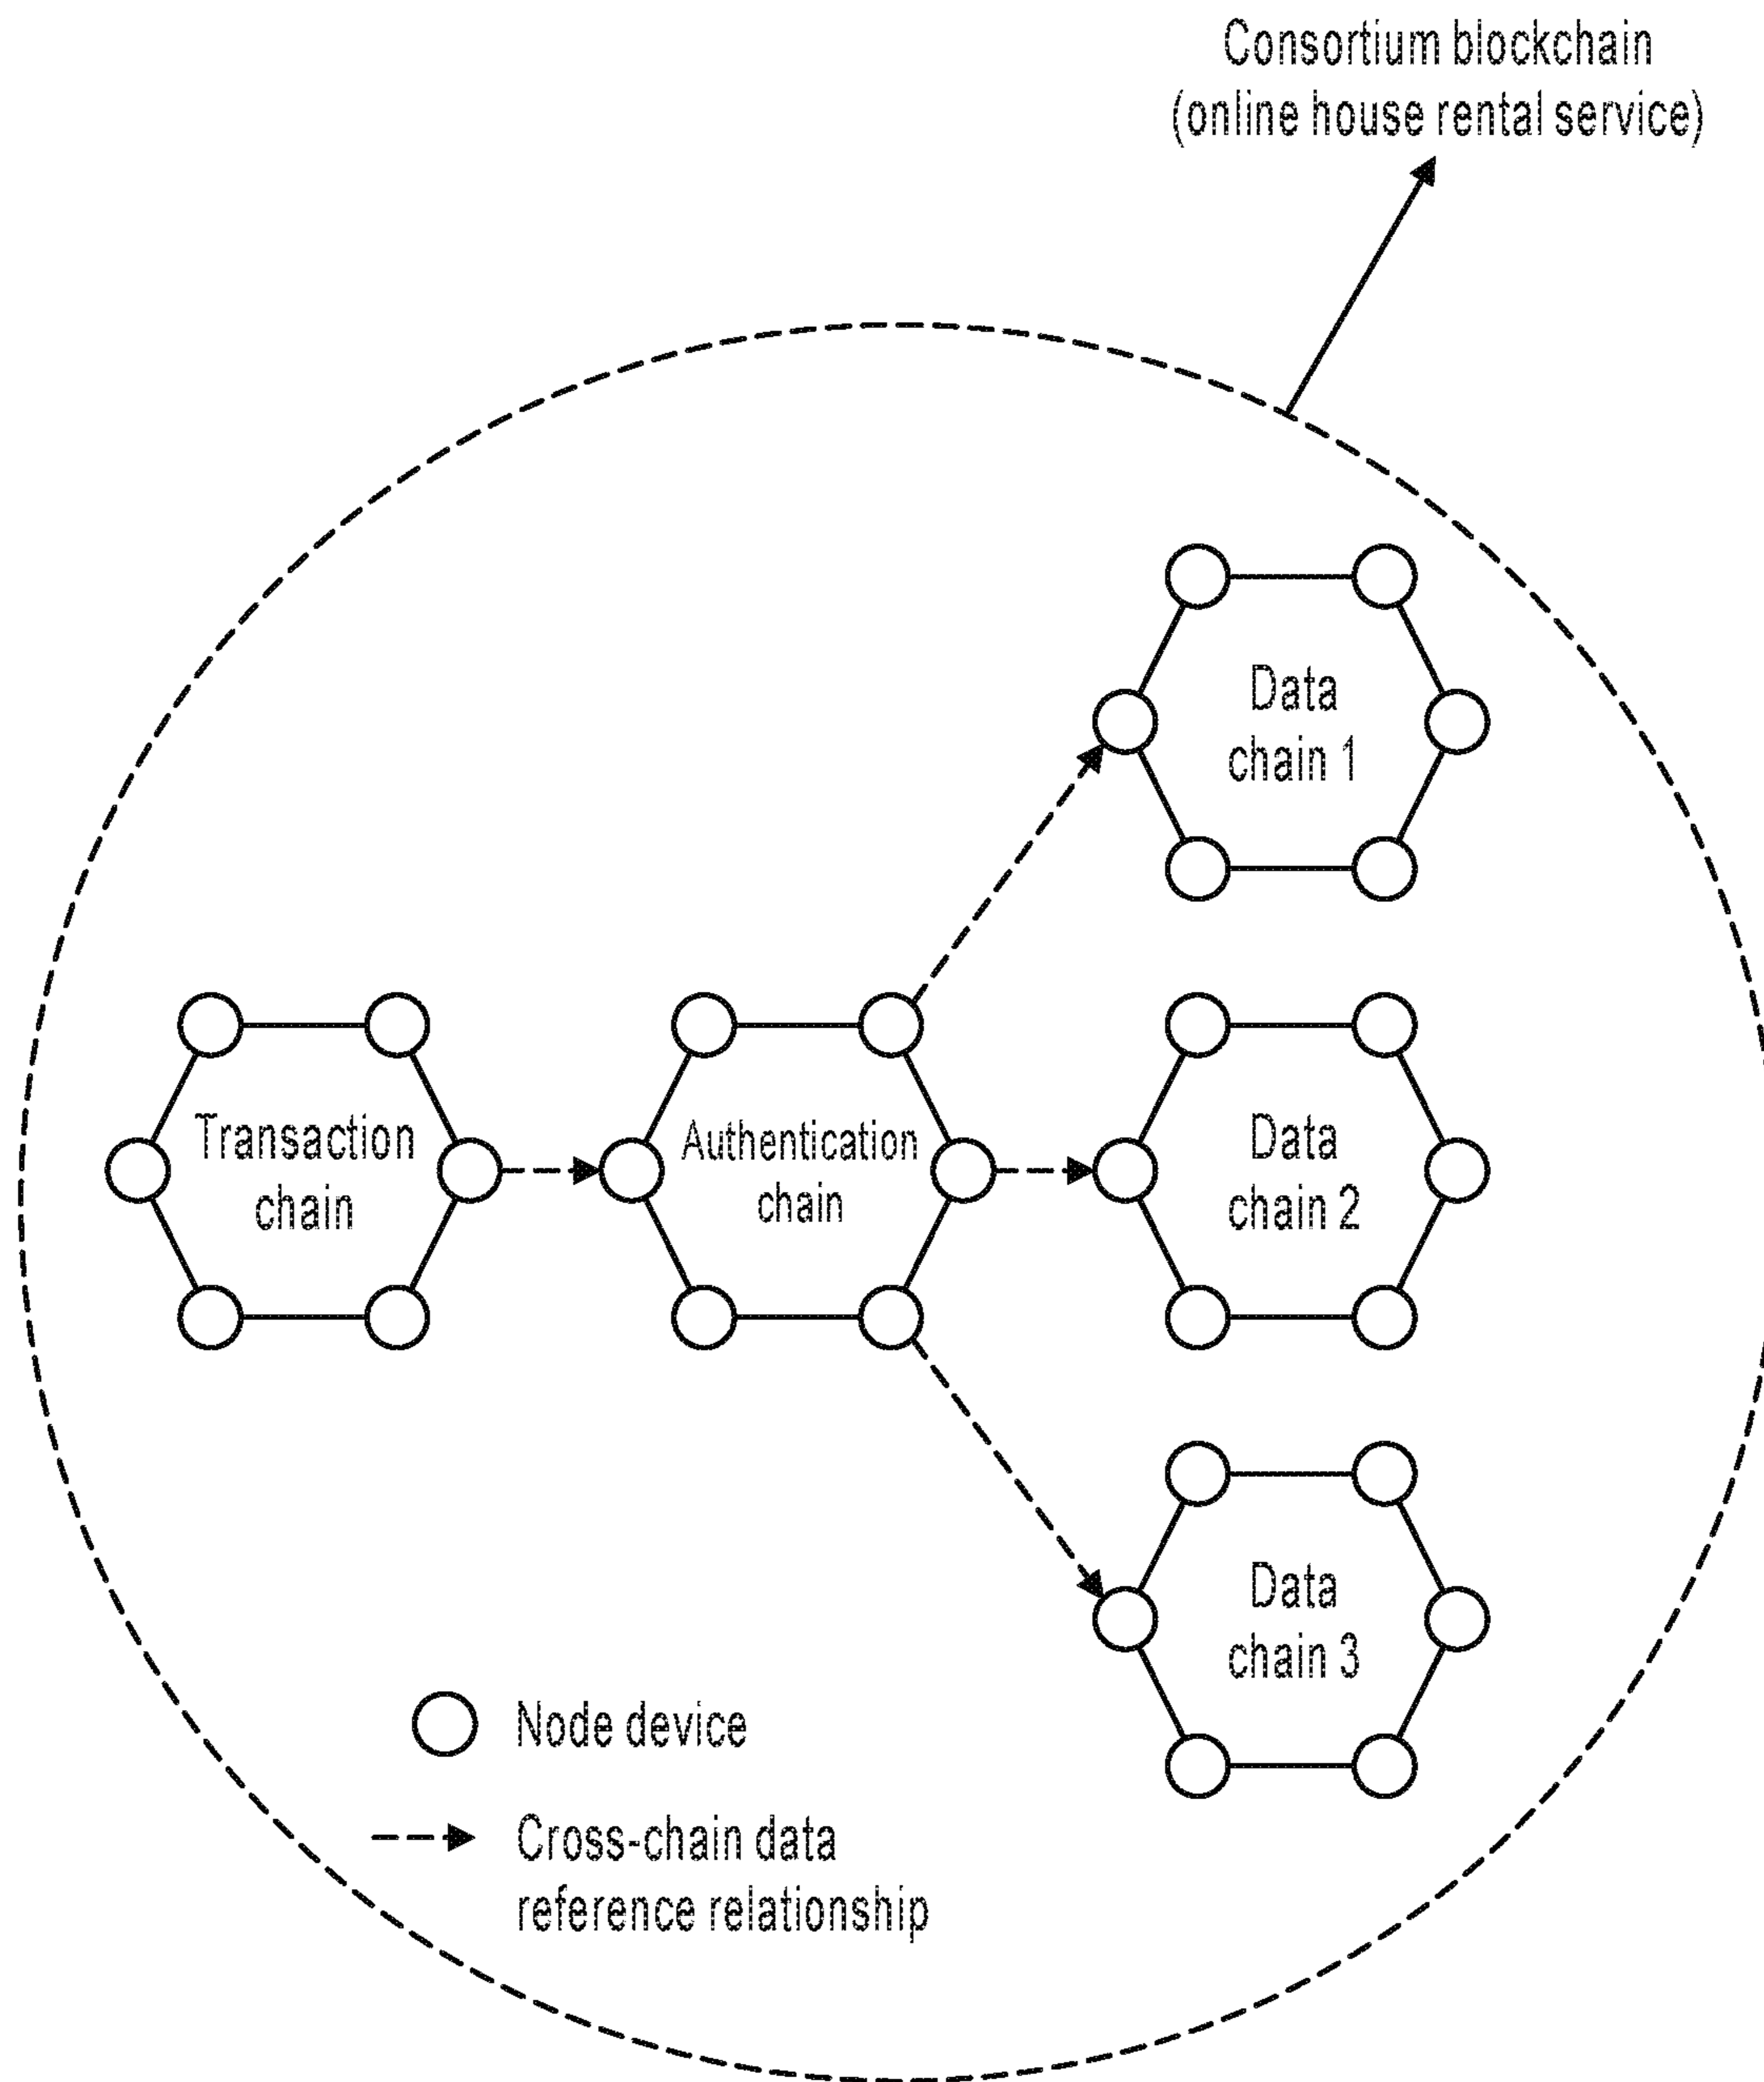 Consortium blockchain
(online house rental service)
Data
chain 1
Transaction
chain
Authentication
chain
Data
chain 2
Data
chain 3
Node device
Cross-chain data
reference relationship